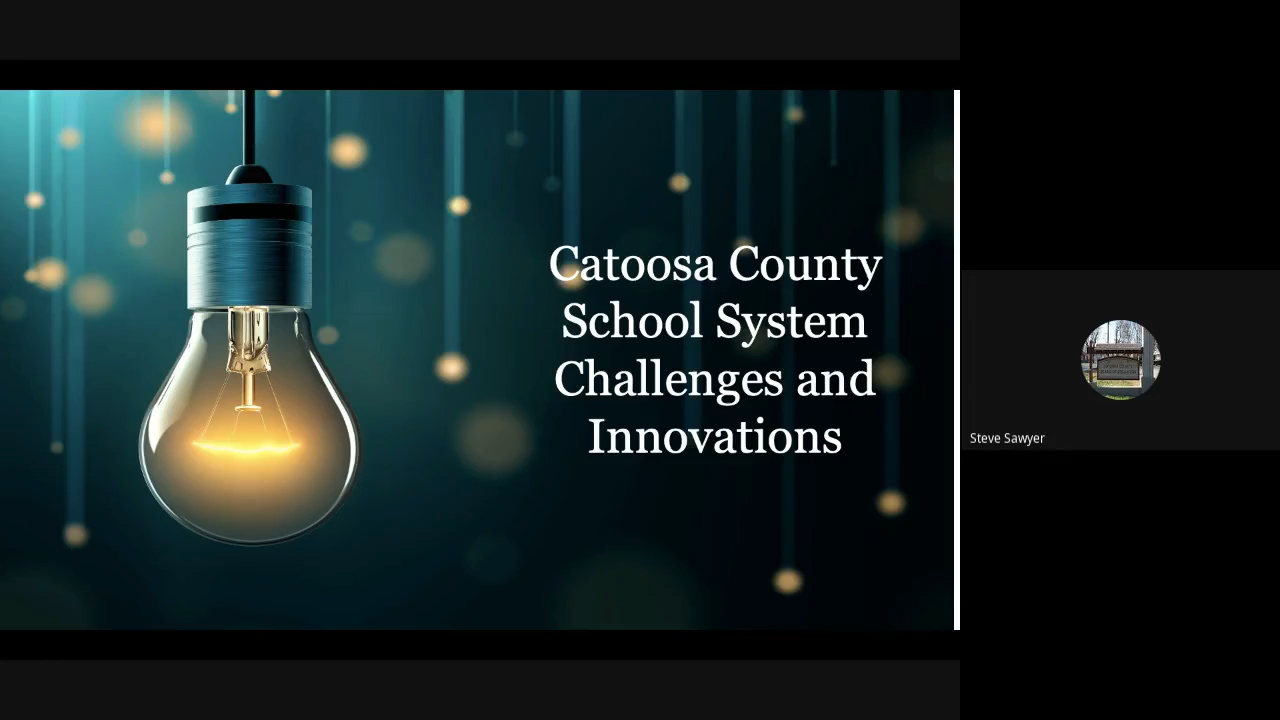 Catoosa County
School System
Challenges and
Innovations
Steve Sawyer